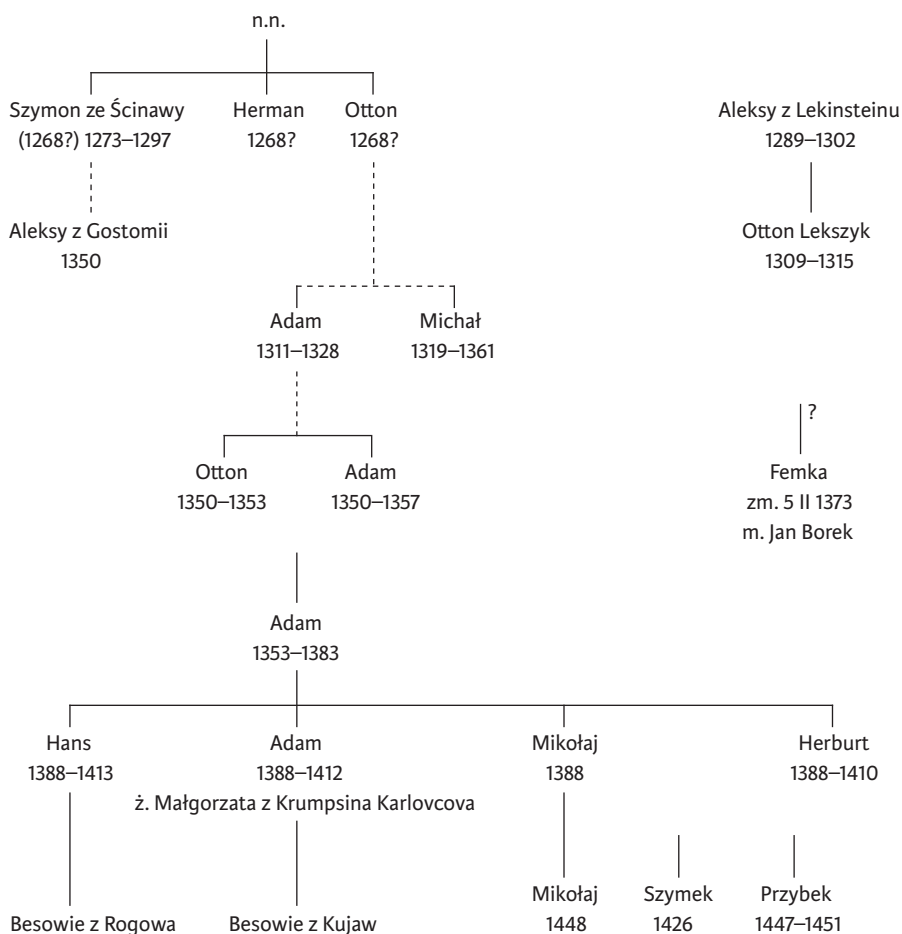 n.n.
Szymon ze Ścinawy
(1268?) 1273–1297
Herman
1268?
Otton
1268?
Aleksy z Lekinsteinu
1289–1302
Aleksy z Gostomii
1350
Otton Lekszyk
1309–1315
Adam
1311–1328
Michał
1319–1361
?
Otton
1350–1353
Adam
1350–1357
Femka
zm. 5 II 1373
m. Jan Borek
Adam
1353–1383
Hans
1388–1413
Adam
1388–1412
ż. Małgorzata z Krumpsina Karlovcova
Mikołaj
1388
Herburt
1388–1410
Besowie z Rogowa
Besowie z Kujaw
Mikołaj
1448
Szymek
1426
Przybek
1447–1451